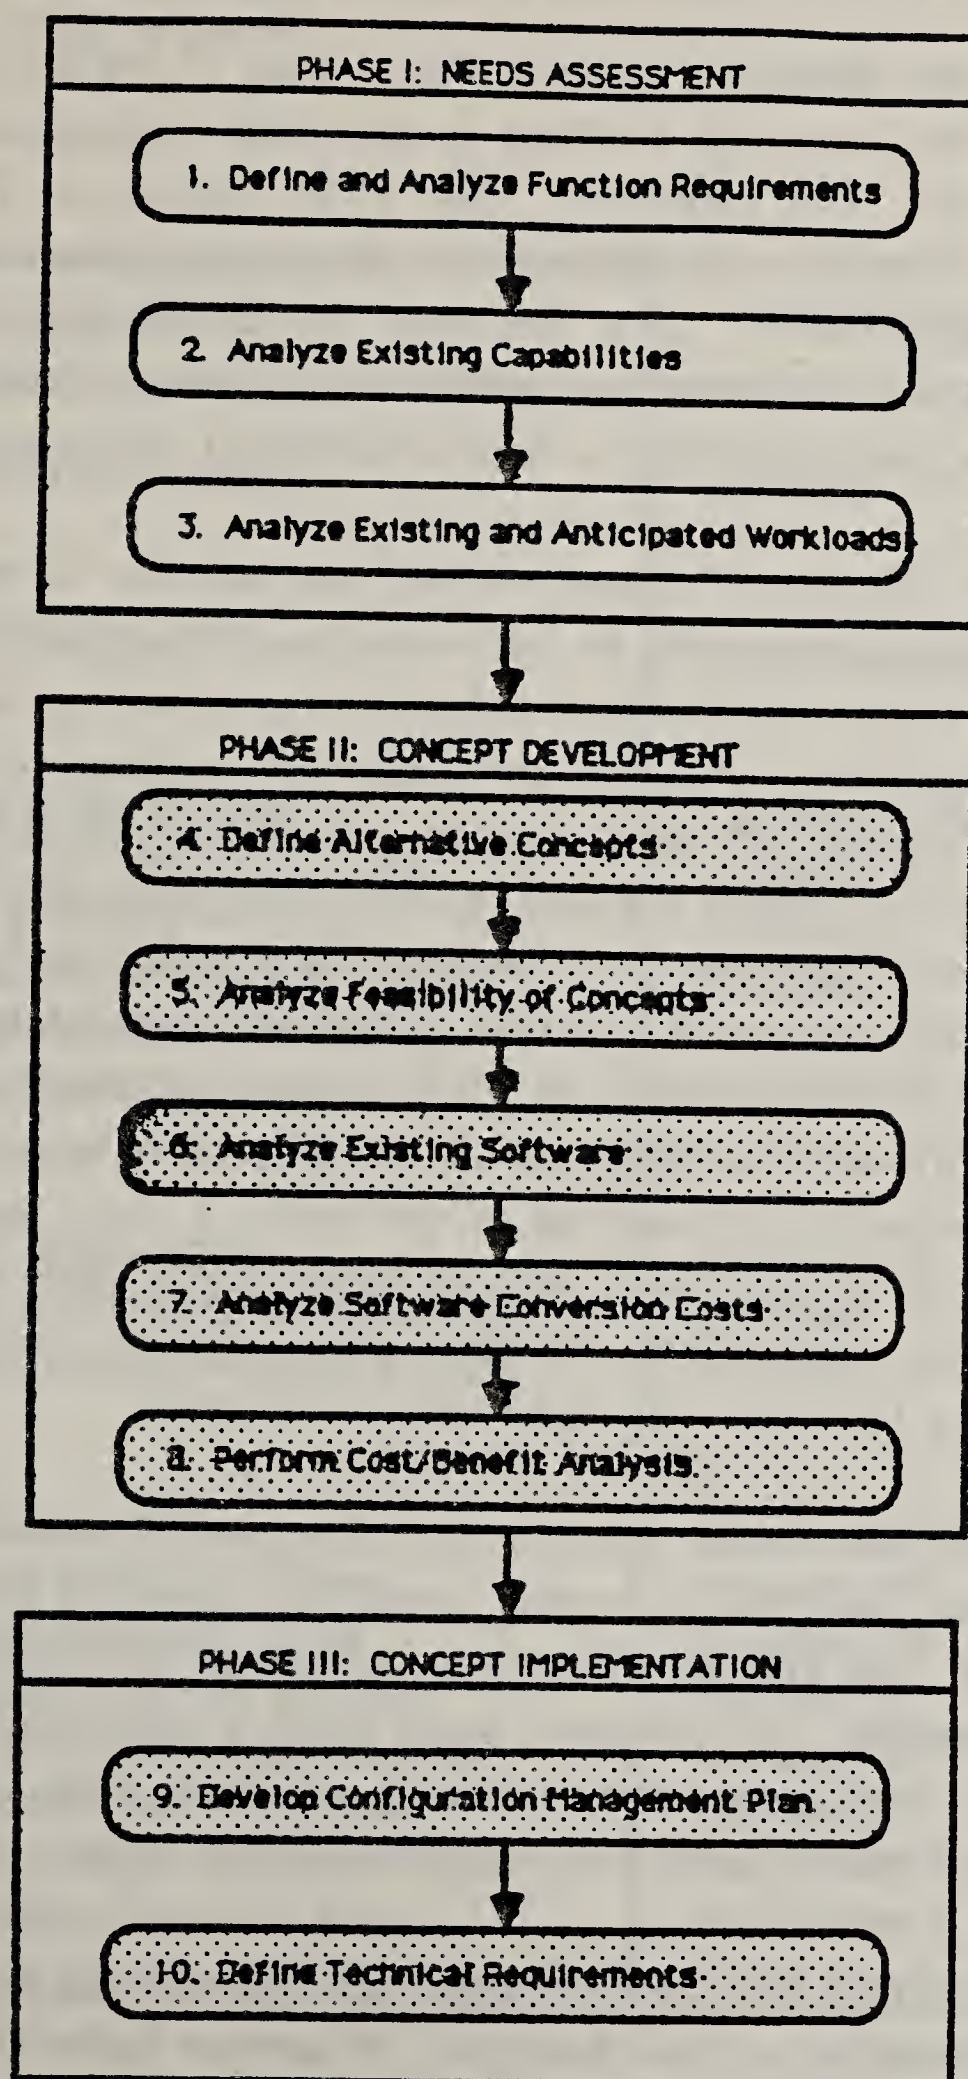 PHASE I: NEEDS ASSESSMENT
1. Define and Analyze Function Requirements
2. Analyze Existing Capabilities
3. Analyze Existing and Anticipated Workloads
PHASE II: CONCEPT DEVELOPMENT
4. Define Alternative Concepts
5. Analyze Feasibility of Concepts
6. Analyze Existing Software
7. Analyze Software Conversion Costs
8. Perform Cost/Benefit Analysis
PHASE III: CONCEPT IMPLEMENTATION
9. Develop Configuration Management Plan
10. Define Technical Requirements